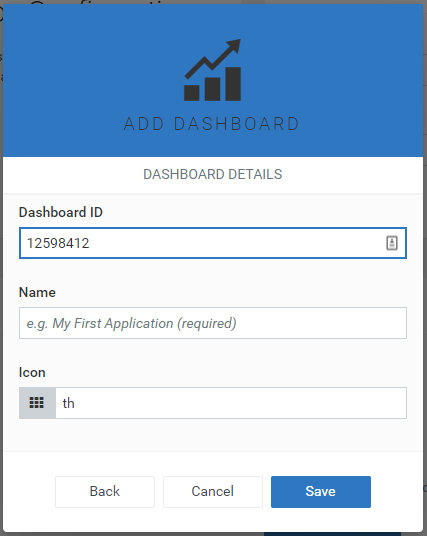 ADD DASHBOARD
DASHBOARD DETAILS
Dashboard ID
12598412
Name
e.g. My First Application (required)
Icon
th
Back
Cancel
Save